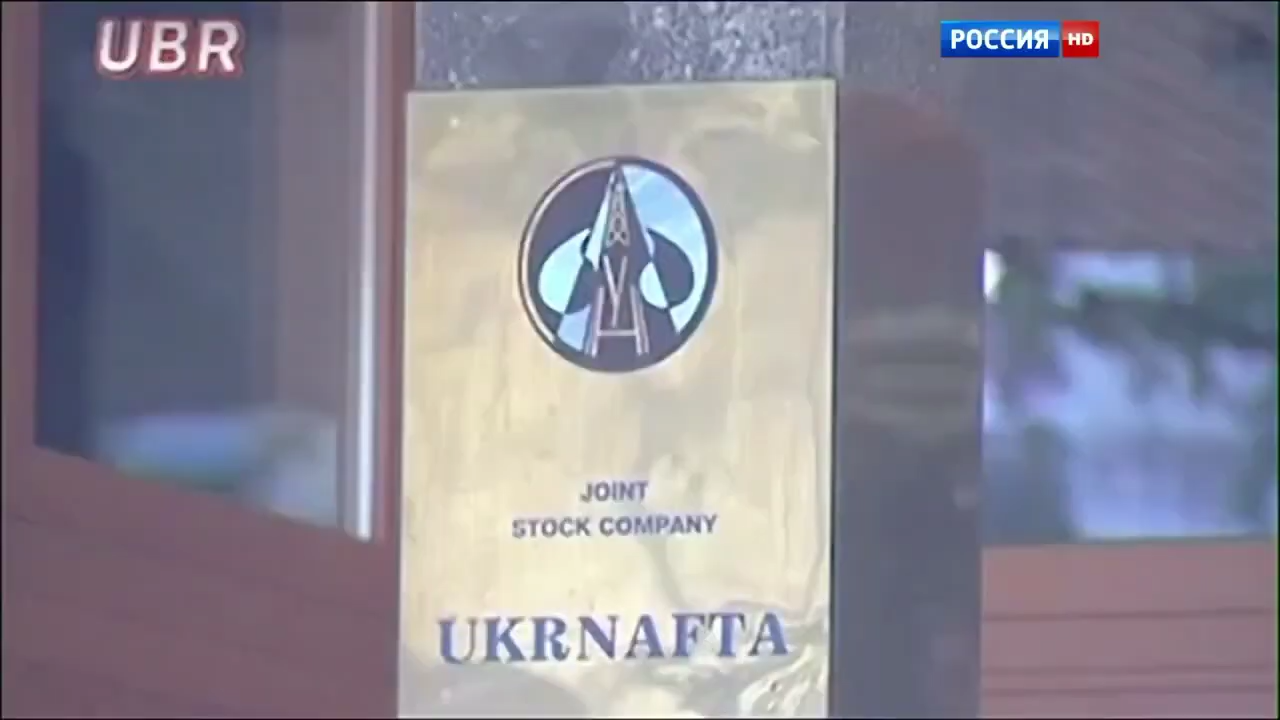 UBR
РОССИЯ HD
JOINT
STOCK COMPANY
UKRNAFTA